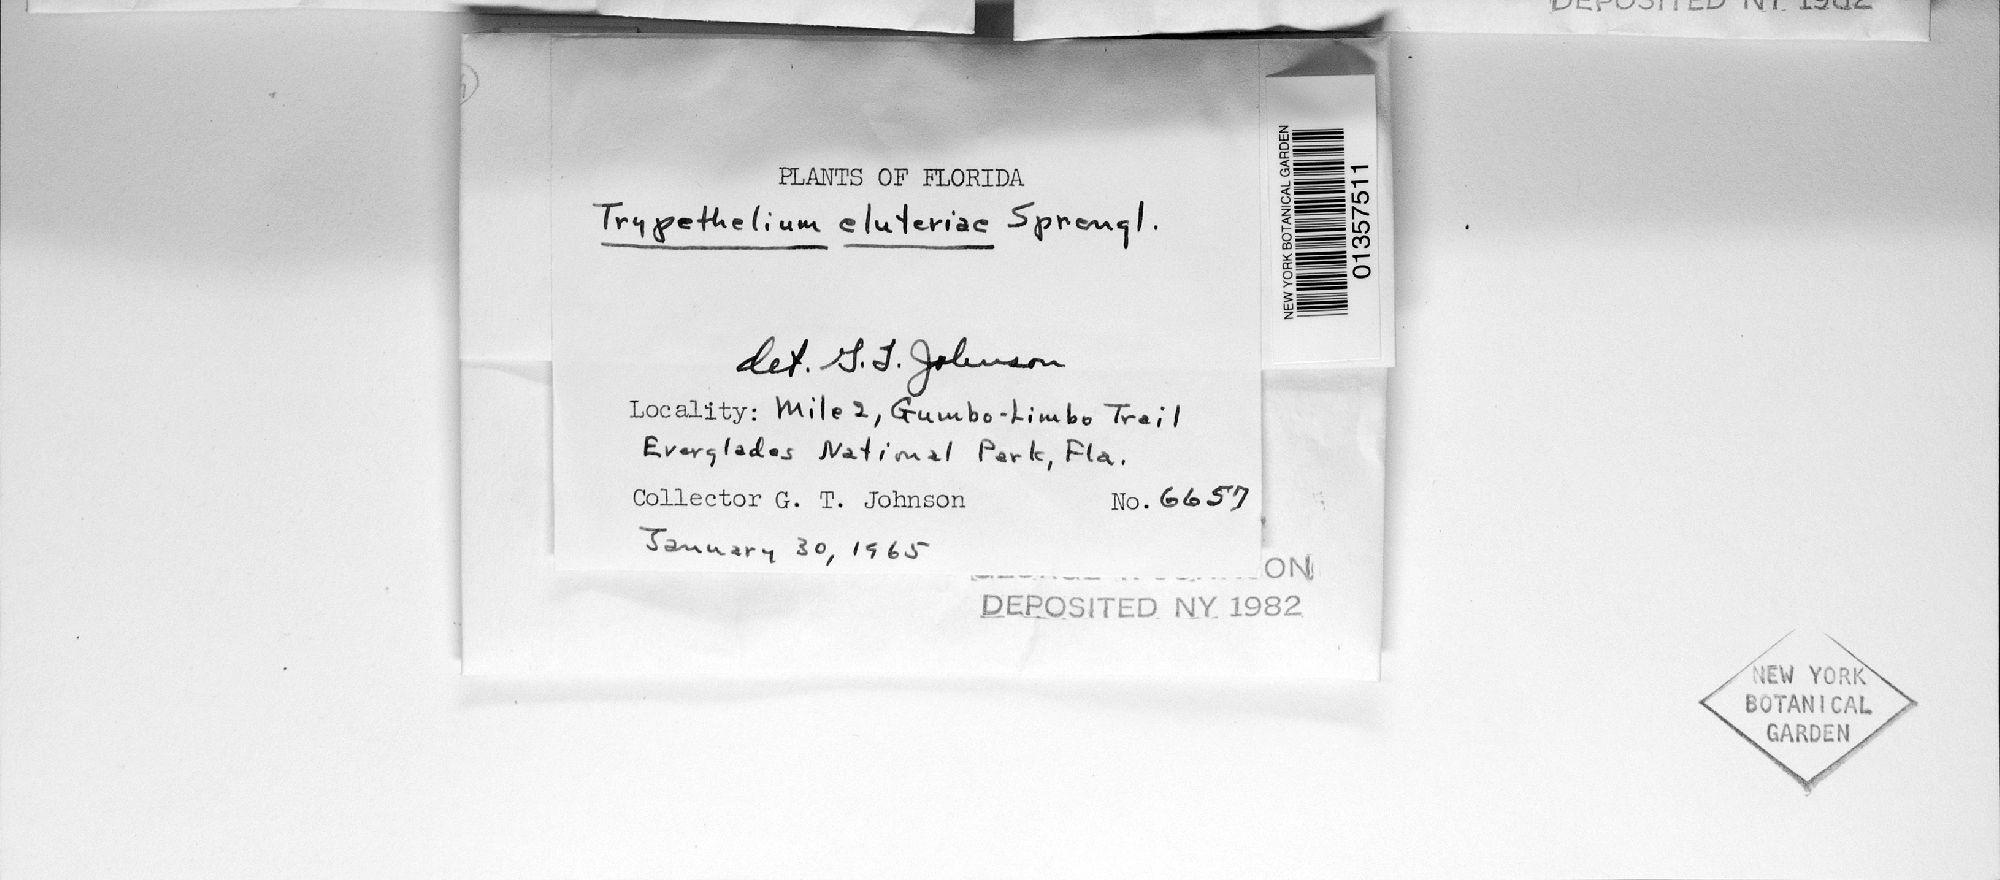 DEPOSITED NY 1982
PLANTS OF FLORIDA
Trypethelium eluteriae Sprengl.
det. G. T. Johnson
Locality: Mile 2, Gumbo-Limbo Trail
Everglades National Park, Fla.
Collector G. T. Johnson No. 6657
January 30, 1965
DEPOSITED NY 1982
NEW YORK BOTANICAL GARDEN
01357511
NEW YORK
BOTANICAL
GARDEN